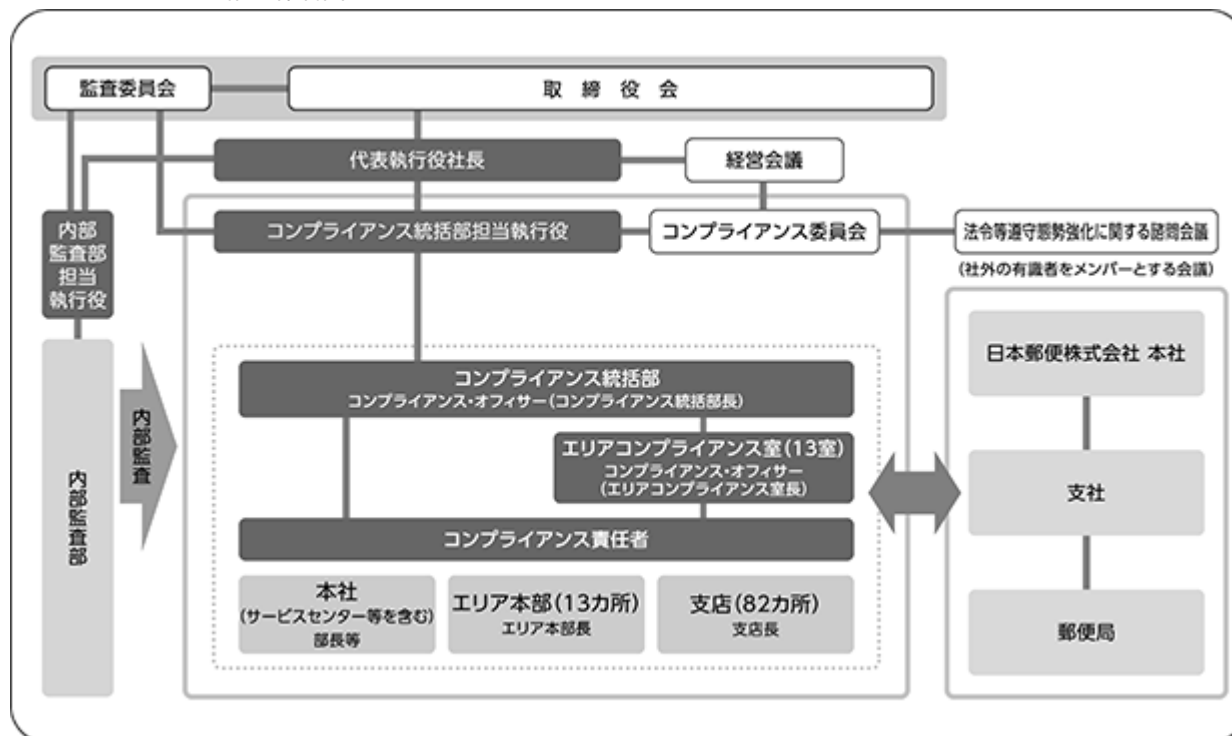 監査委員会
取締役会
代表執行役社長
経営会議
内部
監査部
担当
執行役
コンプライアンス統括部担当執行役
コンプライアンス委員会
法令等遵守態勢強化に関する諮問会議
(社外の有識者をメンバーとする会議)
内部監査部
内部監査
コンプライアンス統括部
コンプライアンス・オフィサー(コンプライアンス統括部長)
エリアコンプライアンス室(13室)
コンプライアンス・オフィサー
(エリアコンプライアンス室長)
コンプライアンス責任者
本社
(サービスセンター等を含む)
部長等
エリア本部(13カ所)
エリア本部長
支店(82カ所)
支店長
日本郵便株式会社 本社
支社
郵便局